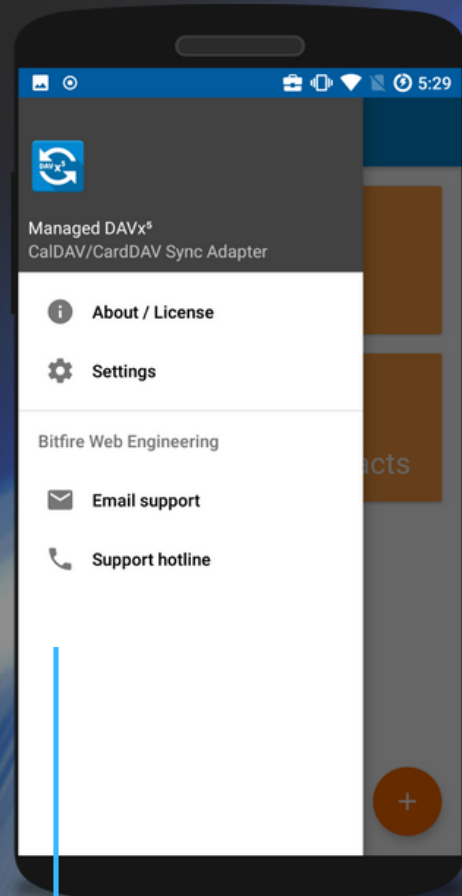 5:29
DAVx⁵
Managed DAVx⁵
CalDAV/CardDAV Sync Adapter
About / License
Settings
Bitfire Web Engineering
acts
Email support
Support hotline
+